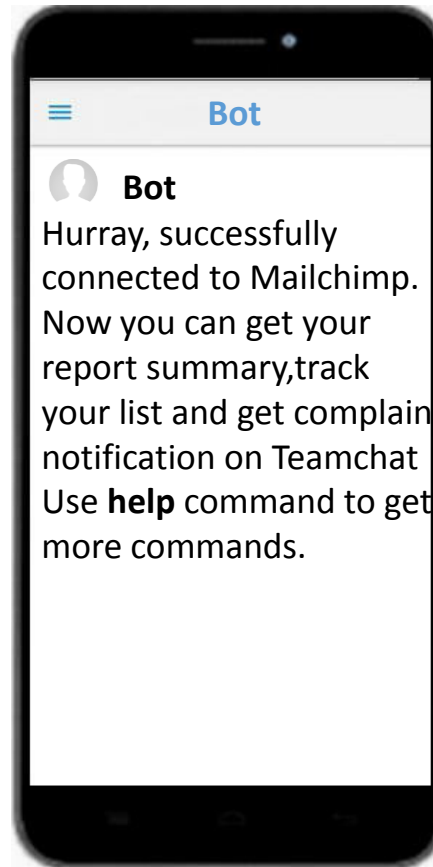 Bot
Bot
Hurray, successfully
connected to Mailchimp.
Now you can get your
report summary,track
your list and get complain
notification on Teamchat
Use help command to get
more commands.